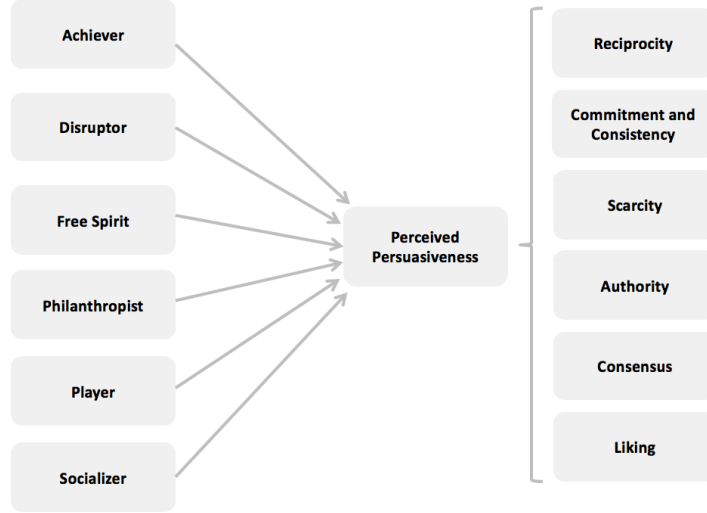 Achiever
Disruptor
Free Spirit
Philanthropist
Player
Socializer
Perceived
Persuasiveness
Reciprocity
Commitment and
Consistency
Scarcity
Authority
Consensus
Liking